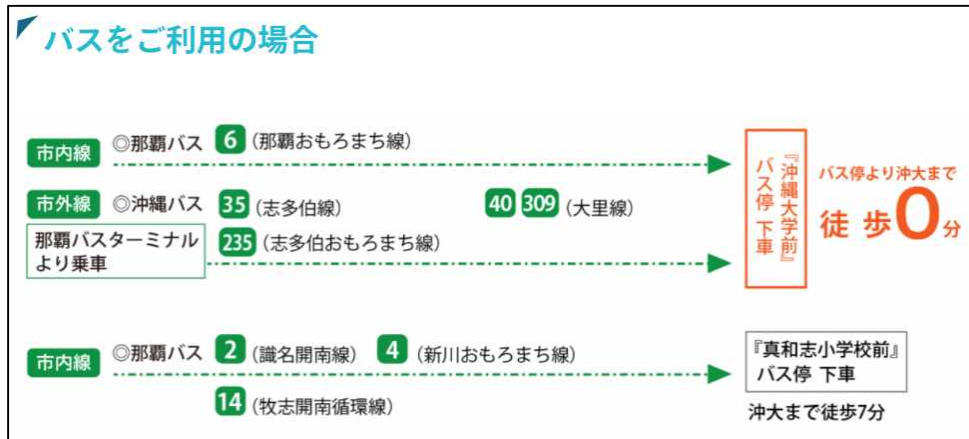 バスをご利用の場合
市内線 ◎那覇バス 6 (那覇おもろまち線)
市外線 ◎沖縄バス 35 (志多伯線) 40 309 (大里線)
那覇バスターミナル
より乗車
235 (志多伯おもろまち線)
『沖縄大学前』
バス停 下車
バス停より沖大まで
徒歩0分
市内線 ◎那覇バス 2 (識名開南線) 4 (新川おもろまち線)
14 (牧志開南循環線)
『真和志小学校前』
バス停 下車
沖大まで徒歩7分